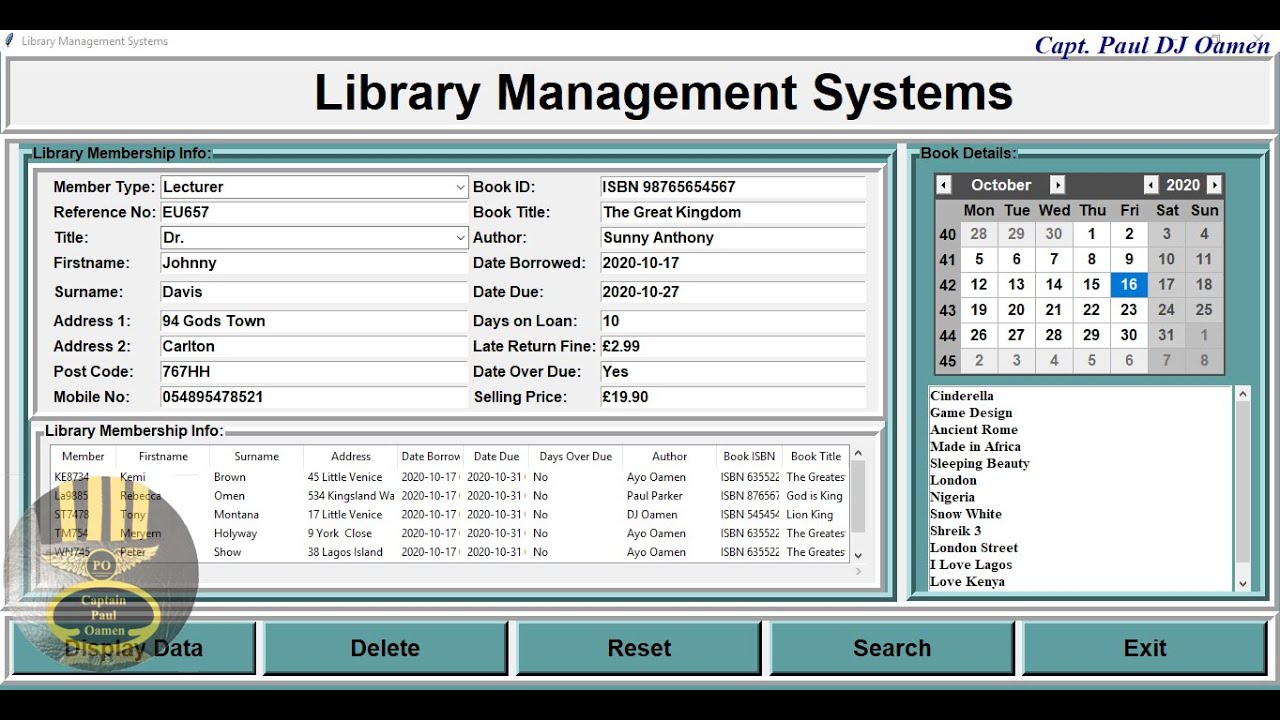 Library Management Systems
Capt. Paul DJ Oamen
Library Management Systems
Library Membership Info:
Member Type: Lecturer Book ID: ISBN 98765654567
Reference No: EU657 Book Title: The Great Kingdom
Title: Dr. Author: Sunny Anthony
Firstname: Johnny Date Borrowed: 2020-10-17
Surname: Davis Date Due: 2020-10-27
Address 1: 94 Gods Town Days on Loan: 10
Address 2: Carlton Late Return Fine: £2.99
Post Code: 767HH Date Over Due: Yes
Mobile No: 054895478521 Selling Price: £19.90
Library Membership Info:
Member Firstname Surname Address Date Borrow Date Due Days Over Due Author Book ISBN Book Title
KE8734 Kemi Brown 45 Little Venice 2020-10-17 2020-10-31 No Ayo Oamen ISBN 635522 The Greates
La9885 Rebecca Omen 534 Kingsland Wa 2020-10-17 2020-10-31 No Paul Parker ISBN 876567 God is King
ST7478 Tony Montana 17 Little Venice 2020-10-17 2020-10-31 No DJ Oamen ISBN 545454 Lion King
TM754 Meryem Holyway 9 York Close 2020-10-17 2020-10-31 No Ayo Oamen ISBN 635522 The Greates
WN745 Peter Show 38 Lagos Island 2020-10-17 2020-10-31 No Ayo Oamen ISBN 635522 The Greates
Book Details:
October 2020
Mon Tue Wed Thu Fri Sat Sun
40 28 29 30 1 2 3 4
41 5 6 7 8 9 10 11
42 12 13 14 15 16 17 18
43 19 20 21 22 23 24 25
44 26 27 28 29 30 31 1
45 2 3 4 5 6 7 8
Cinderella
Game Design
Ancient Rome
Made in Africa
Sleeping Beauty
London
Nigeria
Snow White
Shreik 3
London Street
I Love Lagos
Love Kenya
PO
Captain
Paul
Oamen
Display Data Delete Reset Search Exit